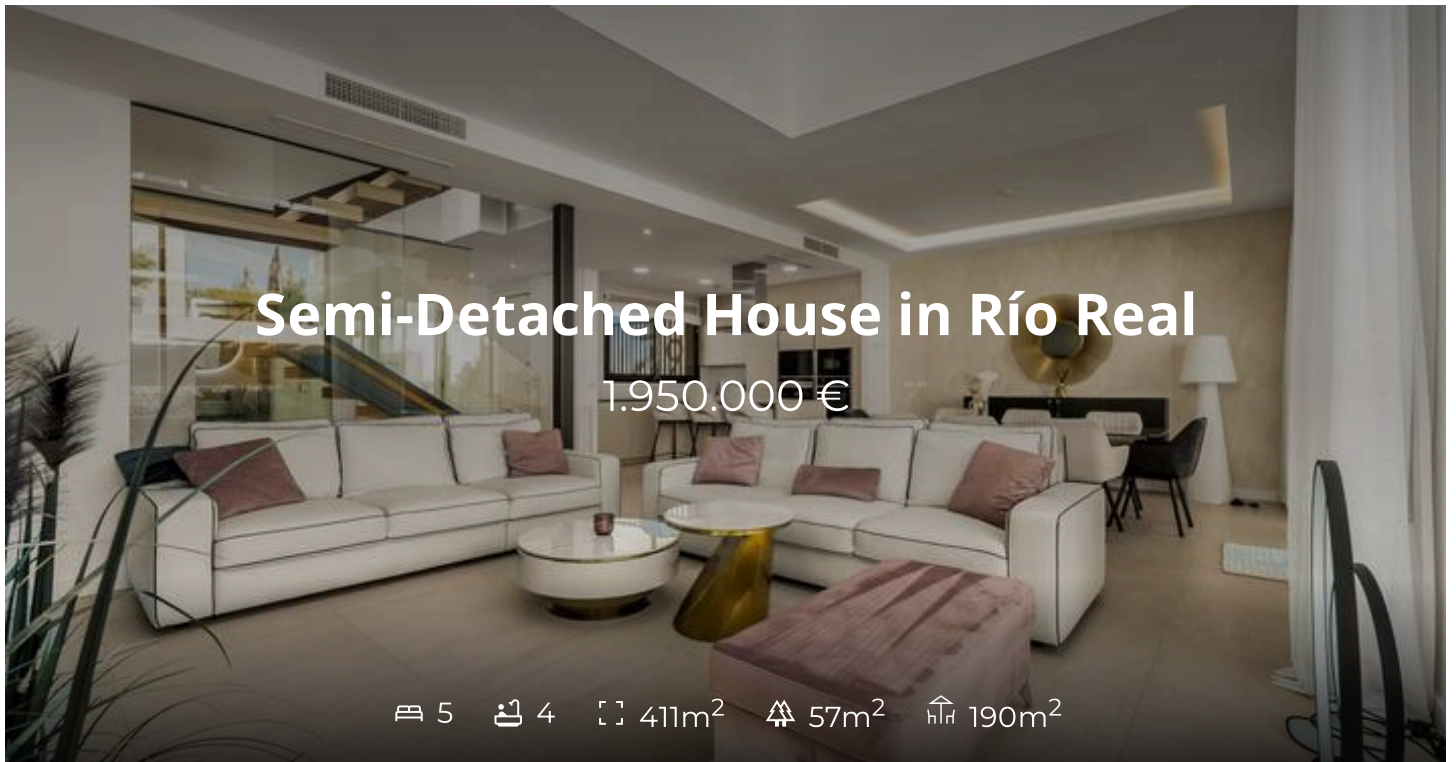 Semi-Detached House in Río Real
1.950.000 €
5 4 411m² 57m² 190m²